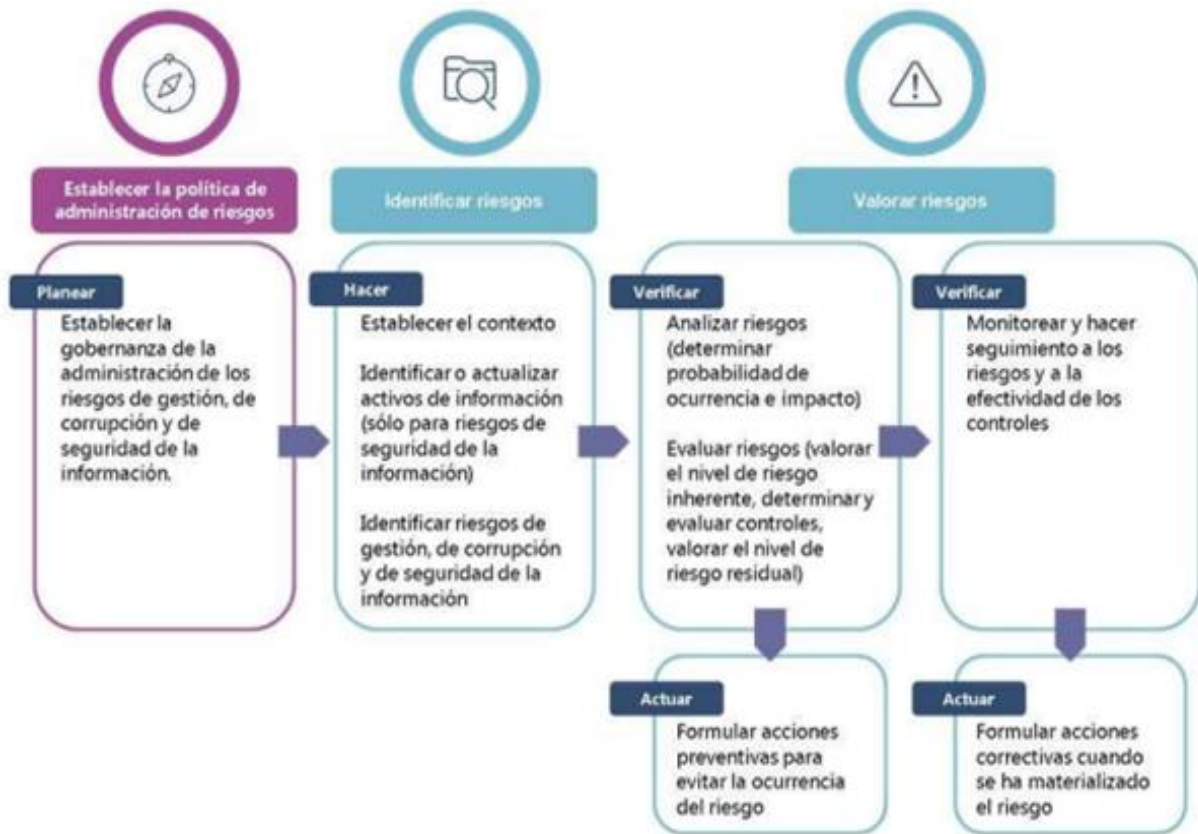 Establecer la política de
administración de riesgos
Planear
Establecer la
gobernanza de la
administración de los
riesgos de gestión, de
corrupción y de
seguridad de la
información.
Identificar riesgos
Hacer
Establecer el contexto
Identificar o actualizar
activos de información
(sólo para riesgos de
seguridad de la
información)
Identificar riesgos de
gestión, de corrupción
y de seguridad de la
información
Valorar riesgos
Verificar
Analizar riesgos
(determinar
probabilidad de
ocurrencia e impacto)
Evaluar riesgos (valorar
el nivel de riesgo
inherente, determinar y
evaluar controles,
valorar el nivel de
riesgo residual)
Actuar
Formular acciones
preventivas para
evitar la ocurrencia
del riesgo
Verificar
Monitorear y hacer
seguimiento a los
riesgos y a la
efectividad de los
controles
Actuar
Formular acciones
correctivas cuando
se ha materializado
el riesgo